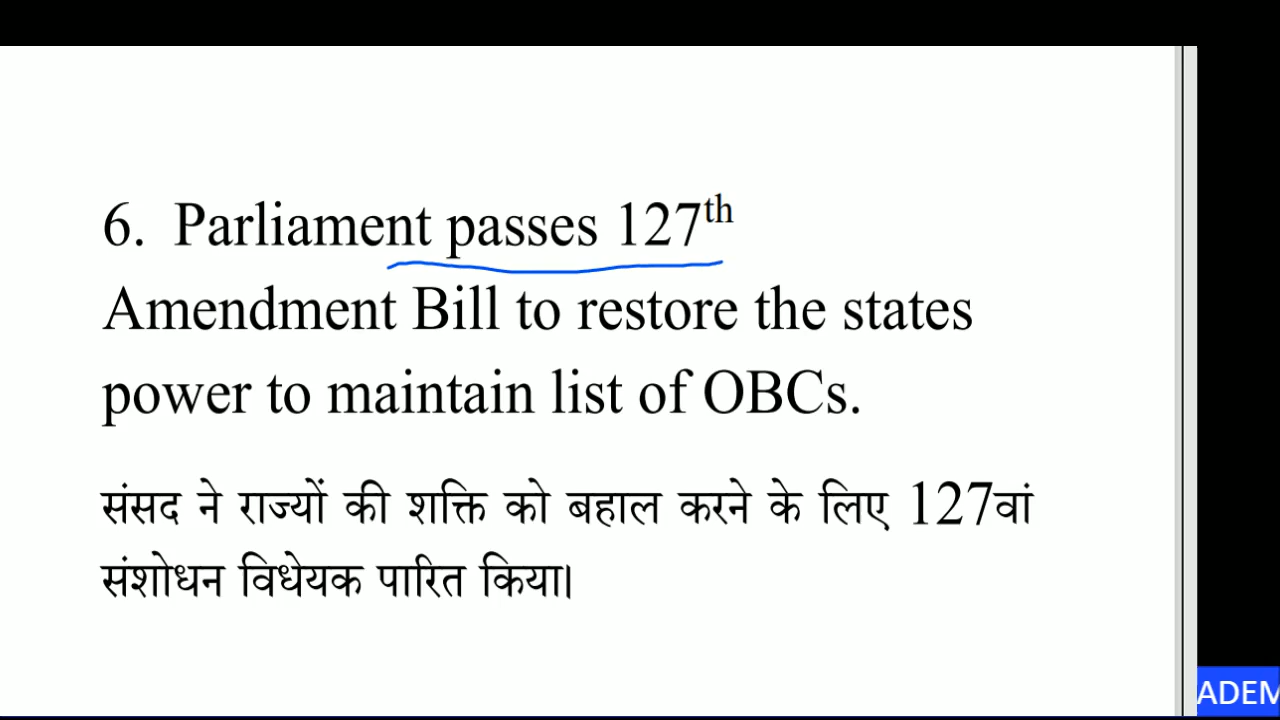 6. Parliament passes 127th
Amendment Bill to restore the states
power to maintain list of OBCs.
संसद ने राज्यों की शक्ति को बहाल करने के लिए 127वां
संशोधन विधेयक पारित किया।
ADEM